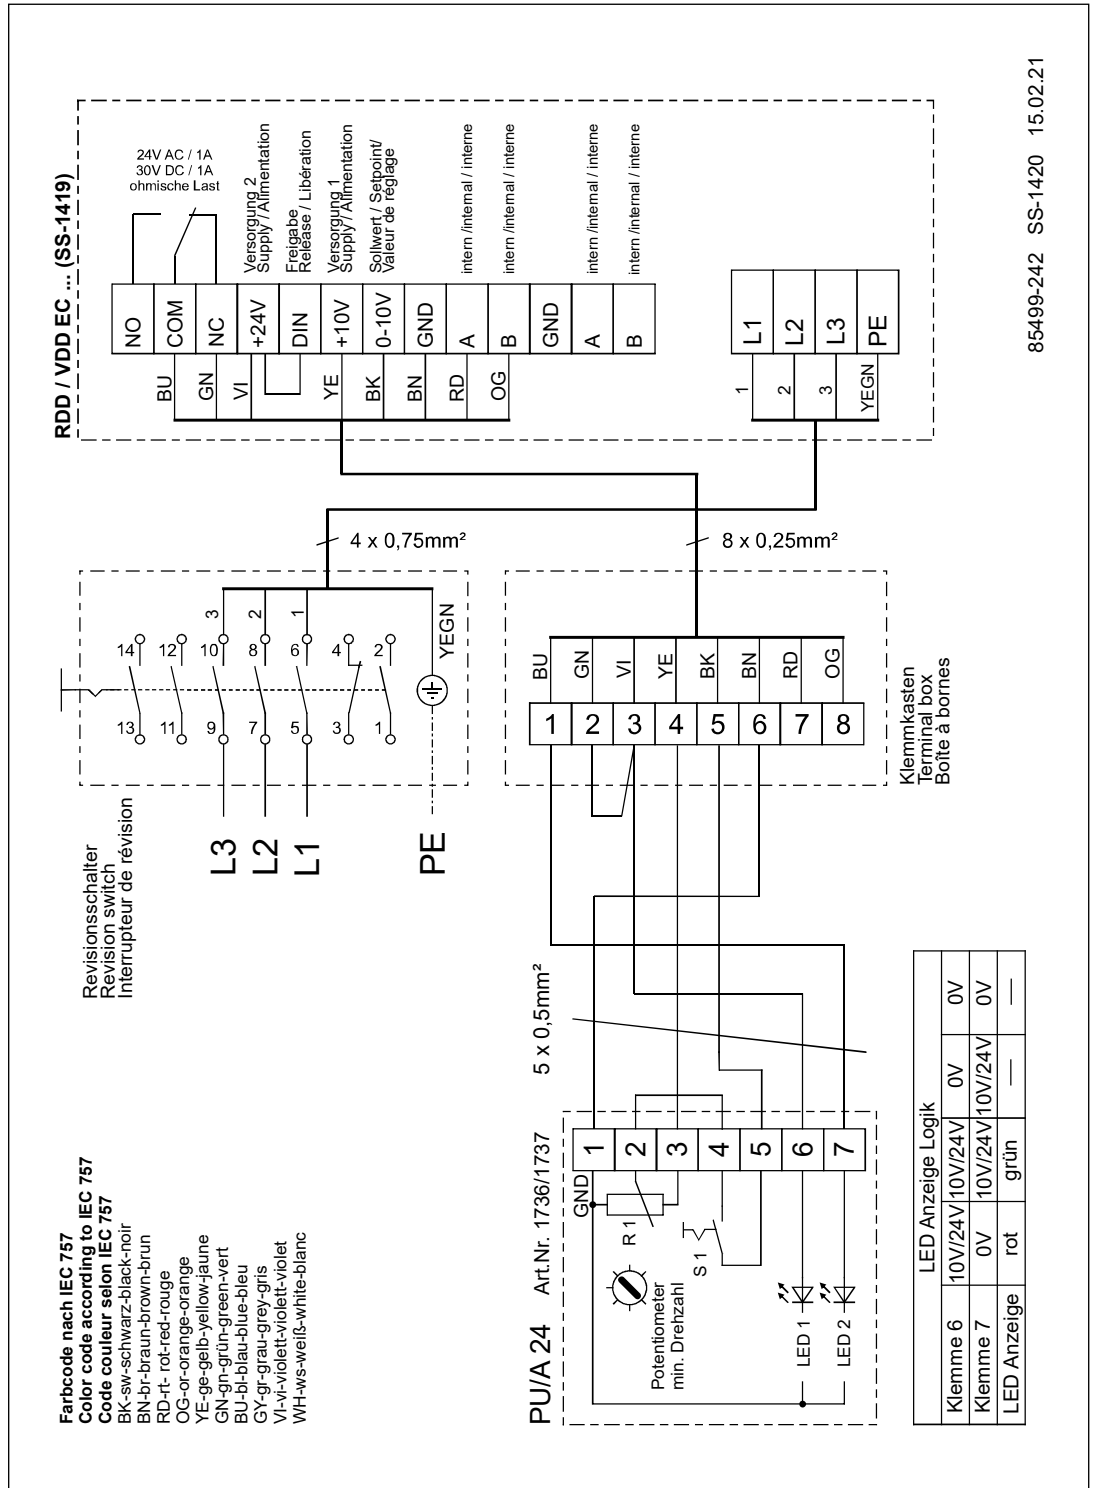 RDD / VDD EC ... (SS-1419)
24V AC / 1A
30V DC / 1A
ohmische Last
Versorgung 2
Supply / Alimentation
Freigabe
Release / Libération
Versorgung 1
Supply / Alimentation
Sollwert / Setpoint/
Valeur de réglage
intern /internal / interne
intern /internal / interne
intern /internal / interne
intern /internal / interne
NO
COM
NC
+24V
DIN
+10V
0-10V
GND
A
B
GND
A
B
BU
GN
VI
YE
BK
BN
RD
OG
L1
L2
L3
PE
1
2
3
YEGN
85499-242 SS-1420 15.02.21
4 x 0,75mm²
8 x 0,25mm²
14
12
10
8
6
4
2
13
11
9
7
5
3
1
3
2
1
YEGN
L3
L2
L1
PE
Revisionsschalter
Revision switch
Interrupteur de révision
BU
GN
VI
YE
BK
BN
RD
OG
1
2
3
4
5
6
7
8
Klemmkasten
Terminal box
Boîte à bornes
5 x 0,5mm²
PU/A 24 Art.Nr. 1736/1737
GND
1
2
3
4
5
6
7
R 1
S 1
Potentiometer
min. Drehzahl
LED 1
LED 2
LED Anzeige Logik
Klemme 6 10V/24V 10V/24V 0V 0V
Klemme 7 0V 10V/24V 10V/24V 0V
LED Anzeige rot grün — —
Farbcode nach IEC 757
Color code according to IEC 757
Code couleur selon IEC 757
BK-sw-schwarz-black-noir
BN-br-braun-brown-brun
RD-rt- rot-red-rouge
OG-or-orange-orange
YE-ge-gelb-yellow-jaune
GN-gn-grün-green-vert
BU-bl-blau-blue-bleu
GY-gr-grau-grey-gris
VI-vi-violett-violet
WH-ws-weiß-white-blanc